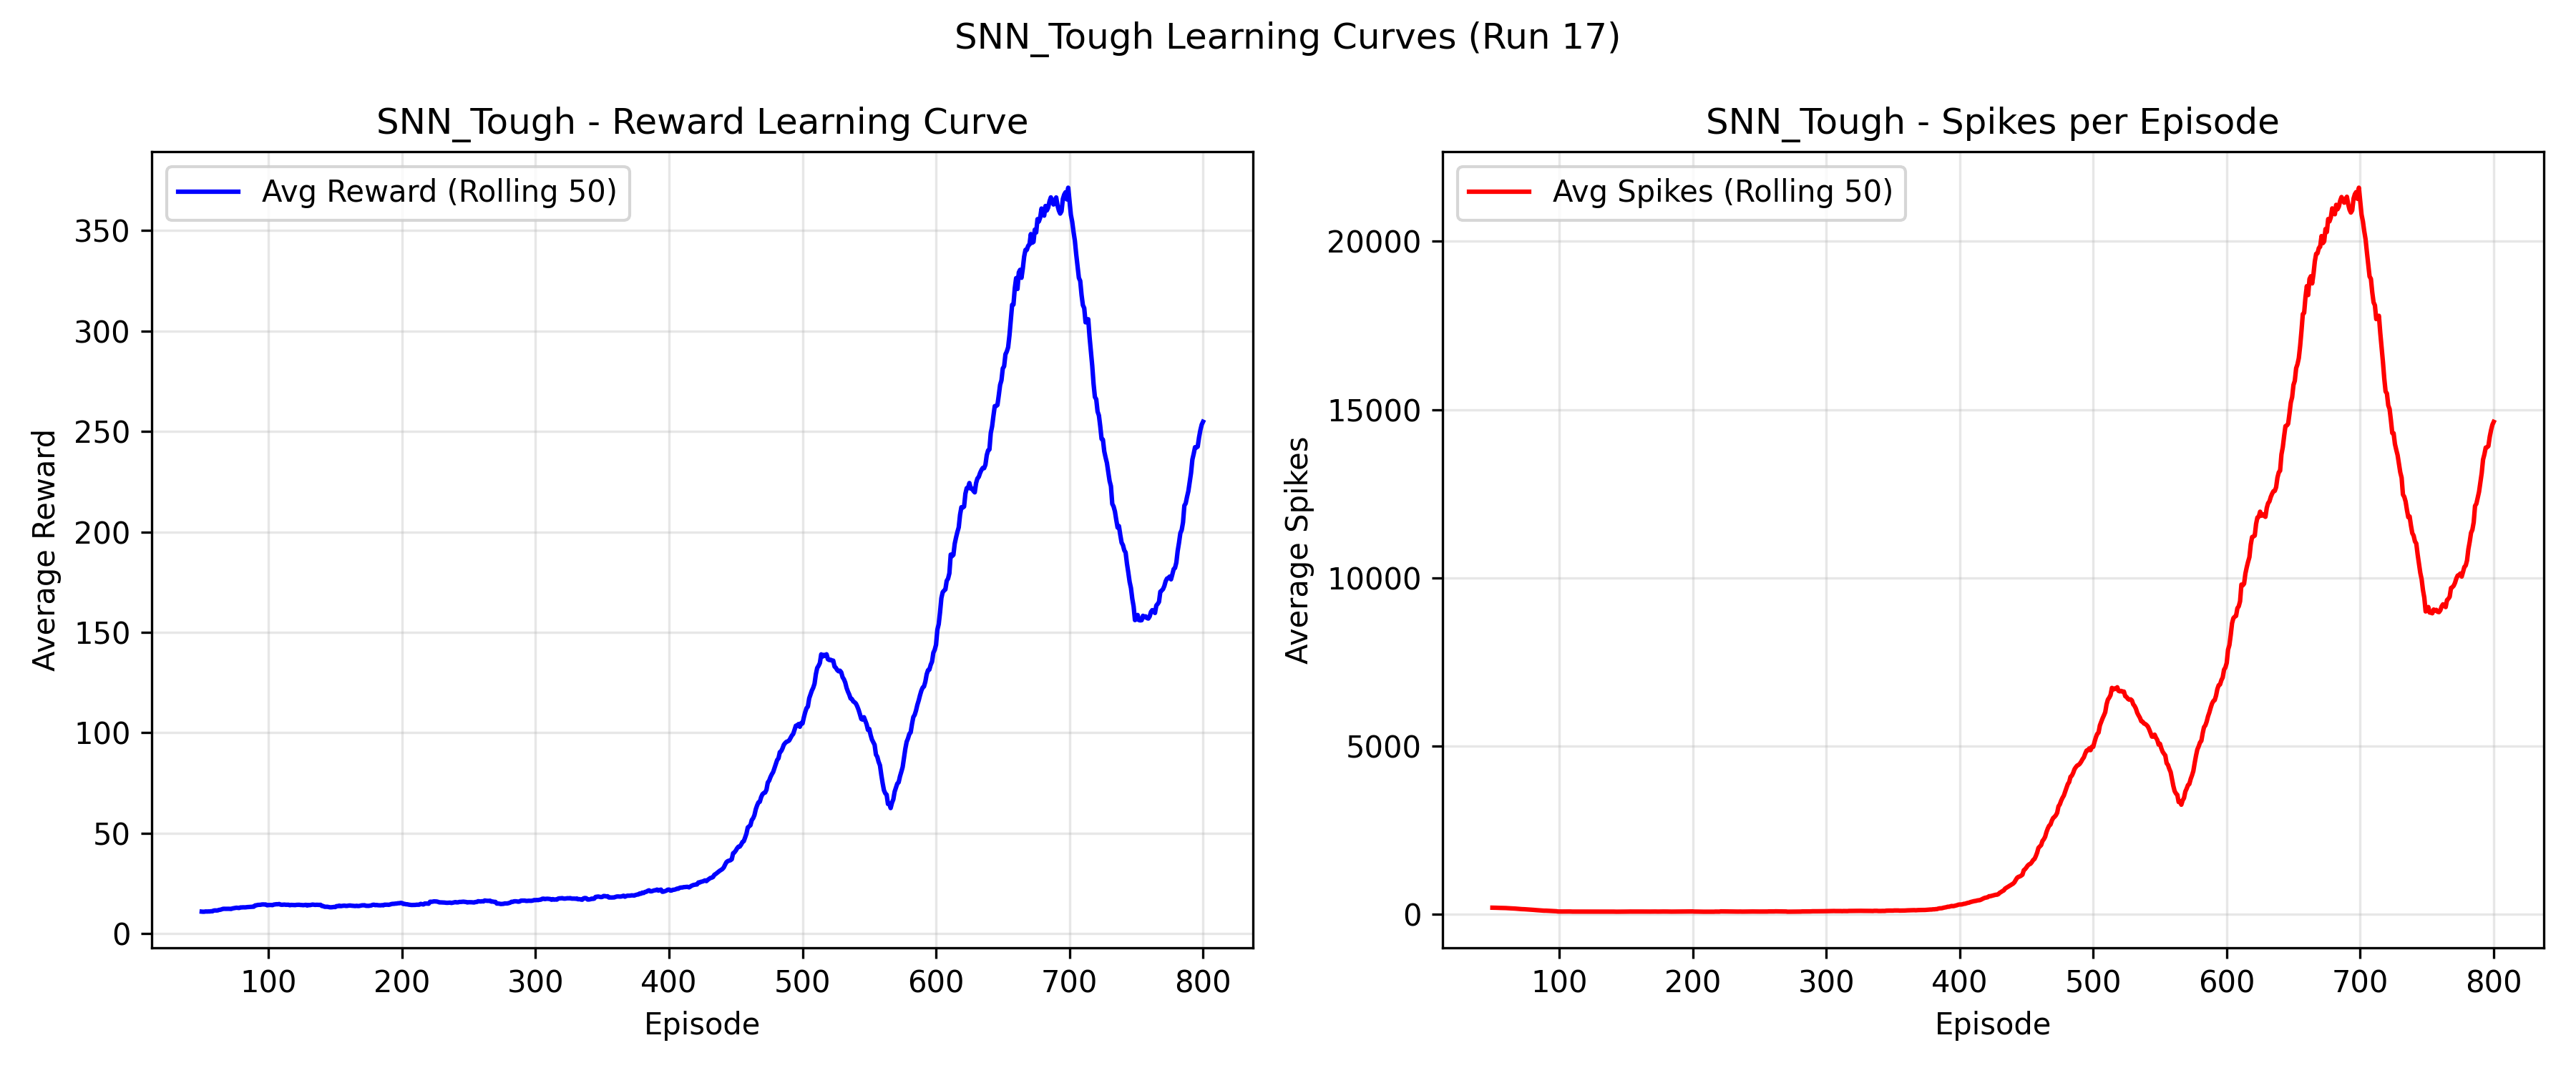 SNN_Tough Learning Curves (Run 17)
SNN_Tough - Reward Learning Curve
Avg Reward (Rolling 50)
Average Reward
350
300
250
200
150
100
50
0
100 200 300 400 500 600 700 800
Episode
SNN_Tough - Spikes per Episode
Avg Spikes (Rolling 50)
Average Spikes
20000
15000
10000
5000
0
100 200 300 400 500 600 700 800
Episode